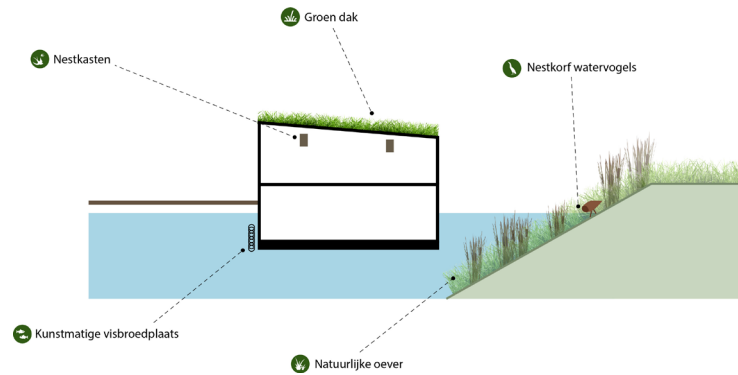 Groen dak
Nestkasten
Nestkorf watervogels
Kunstmatige visbroedplaats
Natuurlijke oever